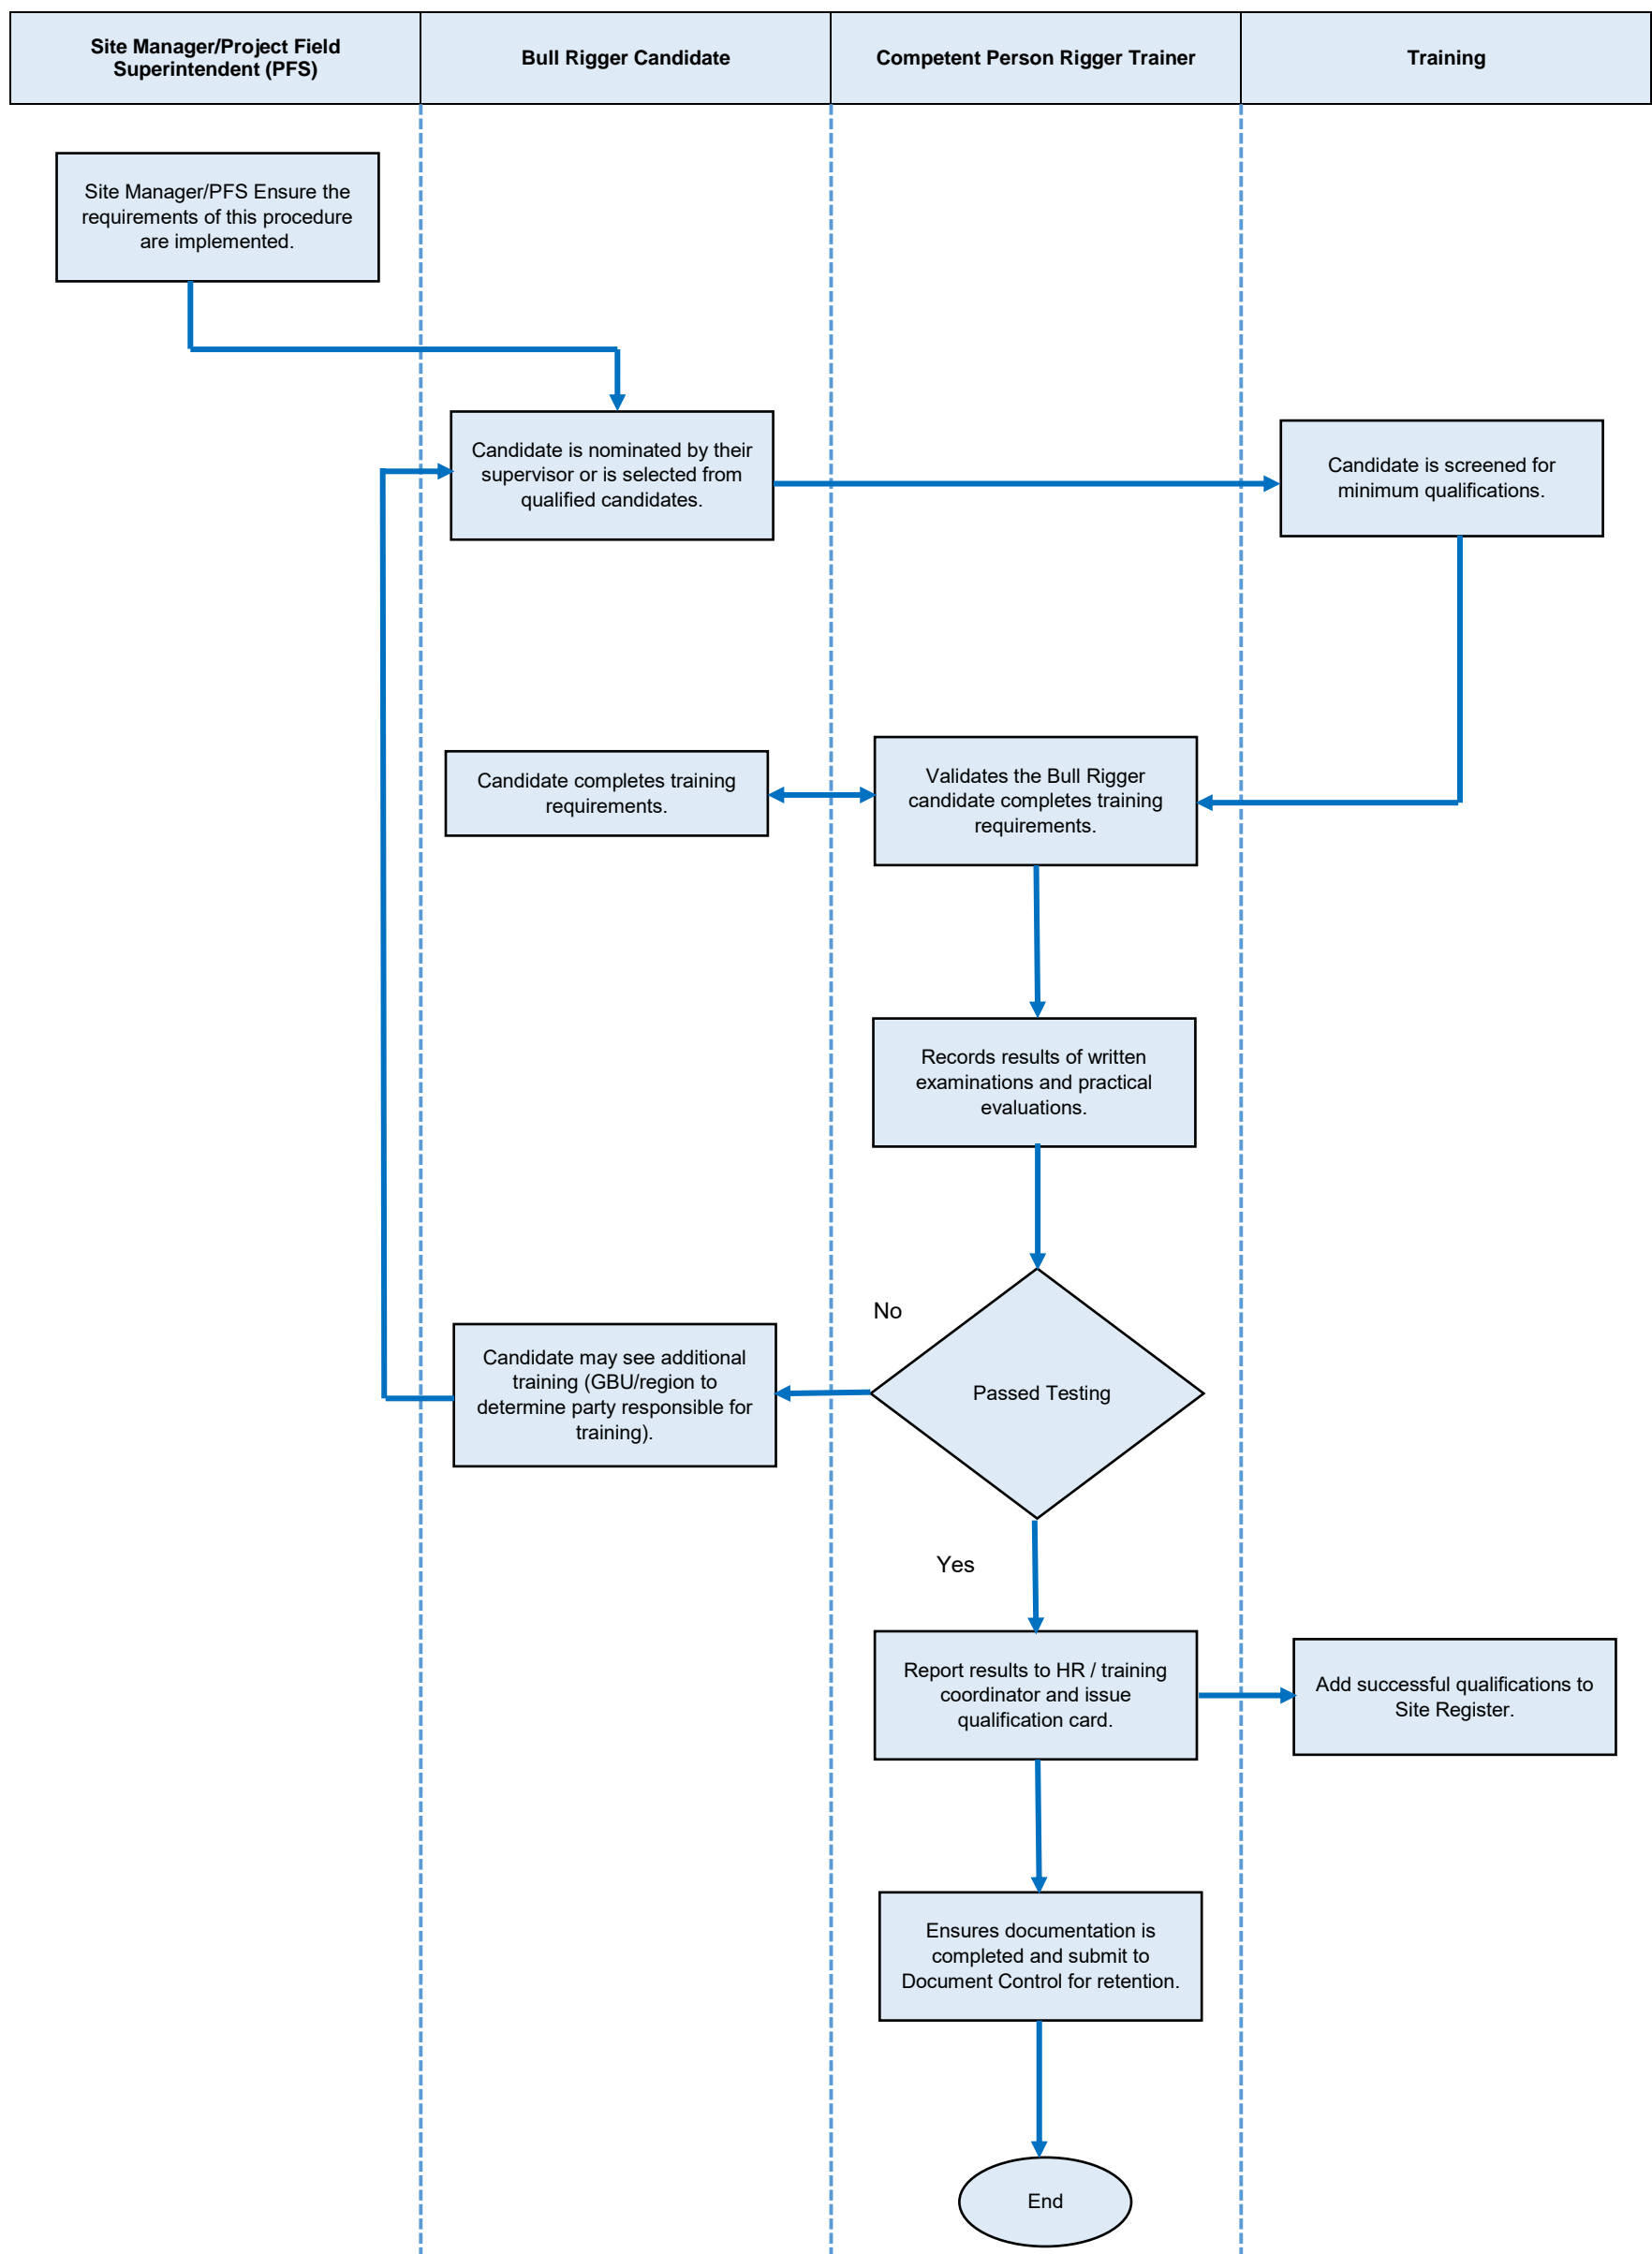 Site Manager/Project Field
Superintendent (PFS)
Bull Rigger Candidate
Competent Person Rigger Trainer
Training
Site Manager/PFS Ensure the
requirements of this procedure
are implemented.
Candidate is nominated by their
supervisor or is selected from
qualified candidates.
Candidate is screened for
minimum qualifications.
Candidate completes training
requirements.
Validates the Bull Rigger
candidate completes training
requirements.
Records results of written
examinations and practical
evaluations.
No
Candidate may see additional
training (GBU/region to
determine party responsible for
training).
Passed Testing
Yes
Report results to HR / training
coordinator and issue
qualification card.
Add successful qualifications to
Site Register.
Ensures documentation is
completed and submit to
Document Control for retention.
End